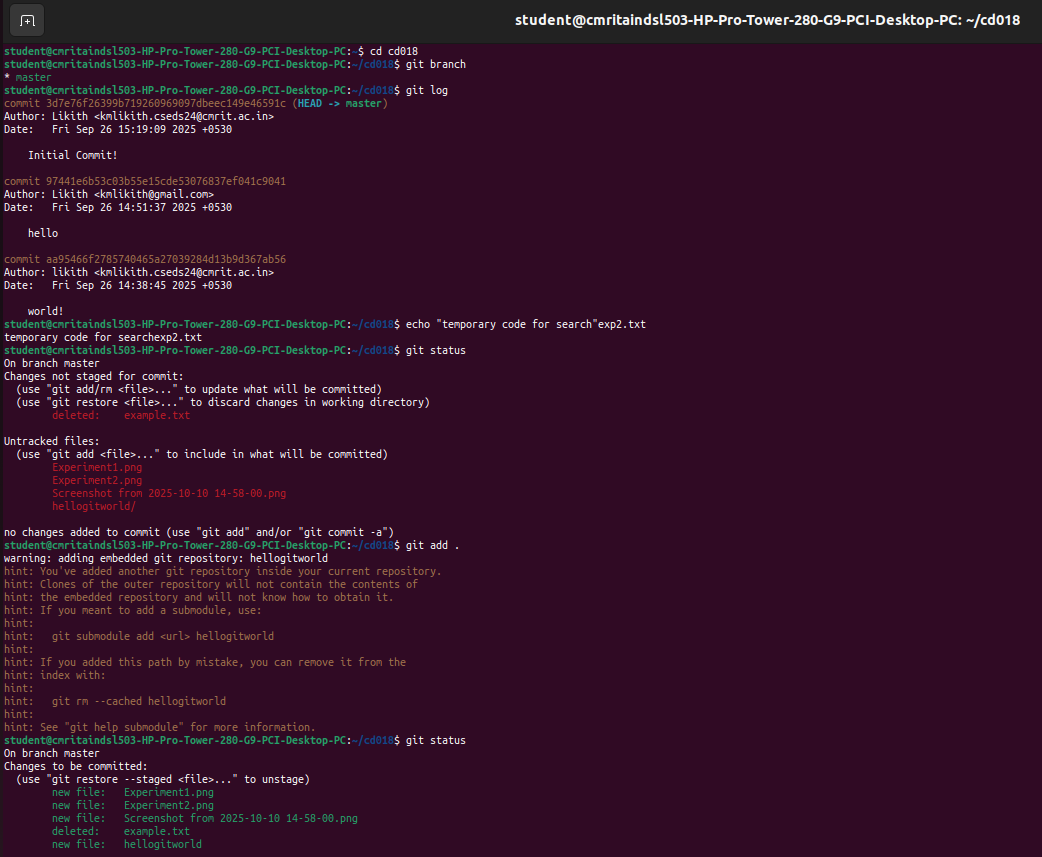 student@cmritaindsl503-HP-Pro-Tower-280-G9-PCI-Desktop-PC: ~/cd018
student@cmritaindsl503-HP-Pro-Tower-280-G9-PCI-Desktop-PC:~$ cd cd018
student@cmritaindsl503-HP-Pro-Tower-280-G9-PCI-Desktop-PC:~/cd018$ git branch
* master
student@cmritaindsl503-HP-Pro-Tower-280-G9-PCI-Desktop-PC:~/cd018$ git log
commit 3d7e76f26399b719260969097dbeec149e46591c (HEAD -> master)
Author: Likith <kmlikith.cseds24@cmrit.ac.in>
Date:   Fri Sep 26 15:19:09 2025 +0530
    Initial Commit!
commit 97441e6b53c03b55e15cde53076837ef041c9041
Author: Likith <kmlikith@gmail.com>
Date:   Fri Sep 26 14:51:37 2025 +0530
    hello
commit aa95466f2785740465a27039284d13b9d367ab56
Author: likith <kmlikith.cseds24@cmrit.ac.in>
Date:   Fri Sep 26 14:38:45 2025 +0530
    world!
student@cmritaindsl503-HP-Pro-Tower-280-G9-PCI-Desktop-PC:~/cd018$ echo "temporary code for search"exp2.txt
temporary code for searchexp2.txt
student@cmritaindsl503-HP-Pro-Tower-280-G9-PCI-Desktop-PC:~/cd018$ git status
On branch master
Changes not staged for commit:
  (use "git add/rm <file>..." to update what will be committed)
  (use "git restore <file>..." to discard changes in working directory)
        deleted:    example.txt
Untracked files:
  (use "git add <file>..." to include in what will be committed)
        Experiment1.png
        Experiment2.png
        Screenshot from 2025-10-10 14-58-00.png
        hellogitworld/
no changes added to commit (use "git add" and/or "git commit -a")
student@cmritaindsl503-HP-Pro-Tower-280-G9-PCI-Desktop-PC:~/cd018$ git add .
warning: adding embedded git repository: hellogitworld
hint: You've added another git repository inside your current repository.
hint: Clones of the outer repository will not contain the contents of
hint: the embedded repository and will not know how to obtain it.
hint: If you meant to add a submodule, use:
hint:
hint:   git submodule add <url> hellogitworld
hint:
hint: If you added this path by mistake, you can remove it from the
hint: index with:
hint:
hint:   git rm --cached hellogitworld
hint:
hint: See "git help submodule" for more information.
student@cmritaindsl503-HP-Pro-Tower-280-G9-PCI-Desktop-PC:~/cd018$ git status
On branch master
Changes to be committed:
  (use "git restore --staged <file>..." to unstage)
        new file:   Experiment1.png
        new file:   Experiment2.png
        new file:   Screenshot from 2025-10-10 14-58-00.png
        deleted:    example.txt
        new file:   hellogitworld